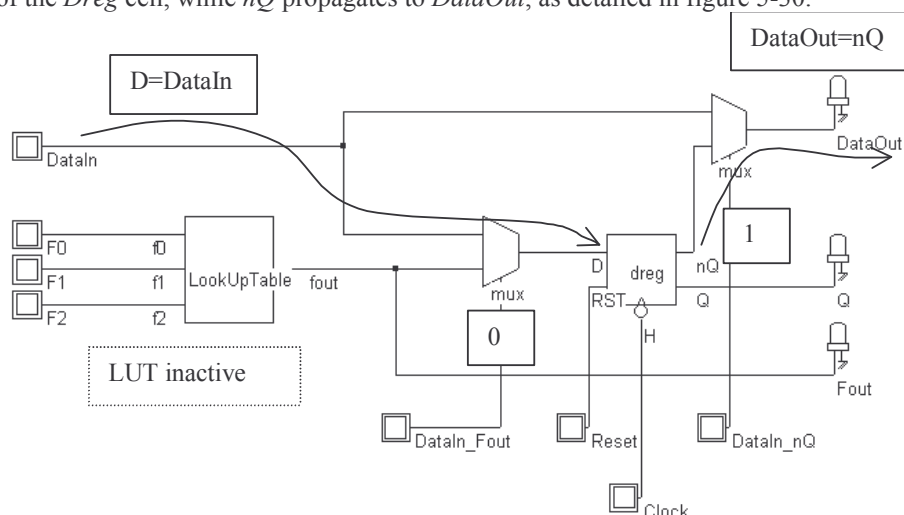 of the Dreg cell, while nQ propagates to DataOut, as detailed in figure 5-30.
DataOut=nQ
D=DataIn
DataIn
DataOut
mux
F0
f0
F1
f1
F2
f2
LookUpTable
fout
mux
0
D
dreg
nQ
RST
Q
H
1
Q
LUT inactive
Fout
DataIn_Fout
Reset
DataIn_nQ
Clock